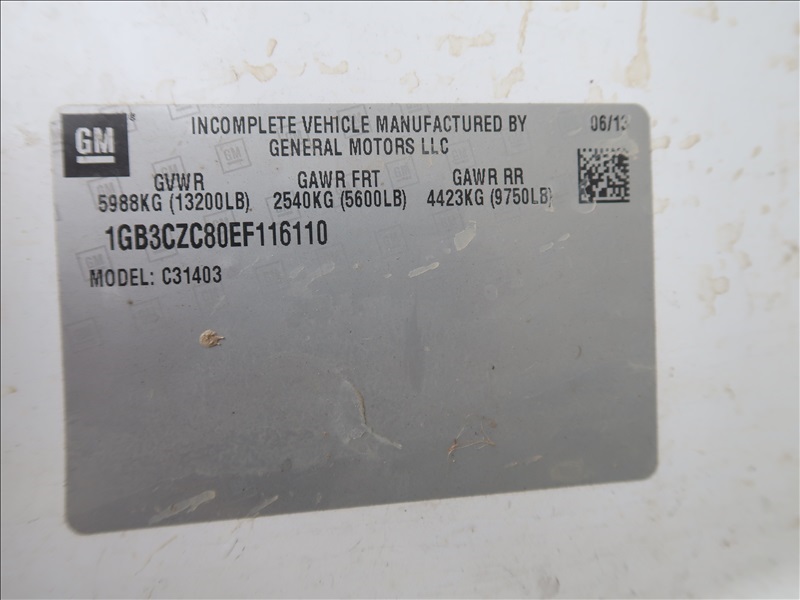 GM
INCOMPLETE VEHICLE MANUFACTURED BY 06/13
GENERAL MOTORS LLC
GVWR GAWR FRT GAWR RR
5988KG (13200LB) 2540KG (5600LB) 4423KG (9750LB)
1GB3CZC80EF116110
MODEL: C31403